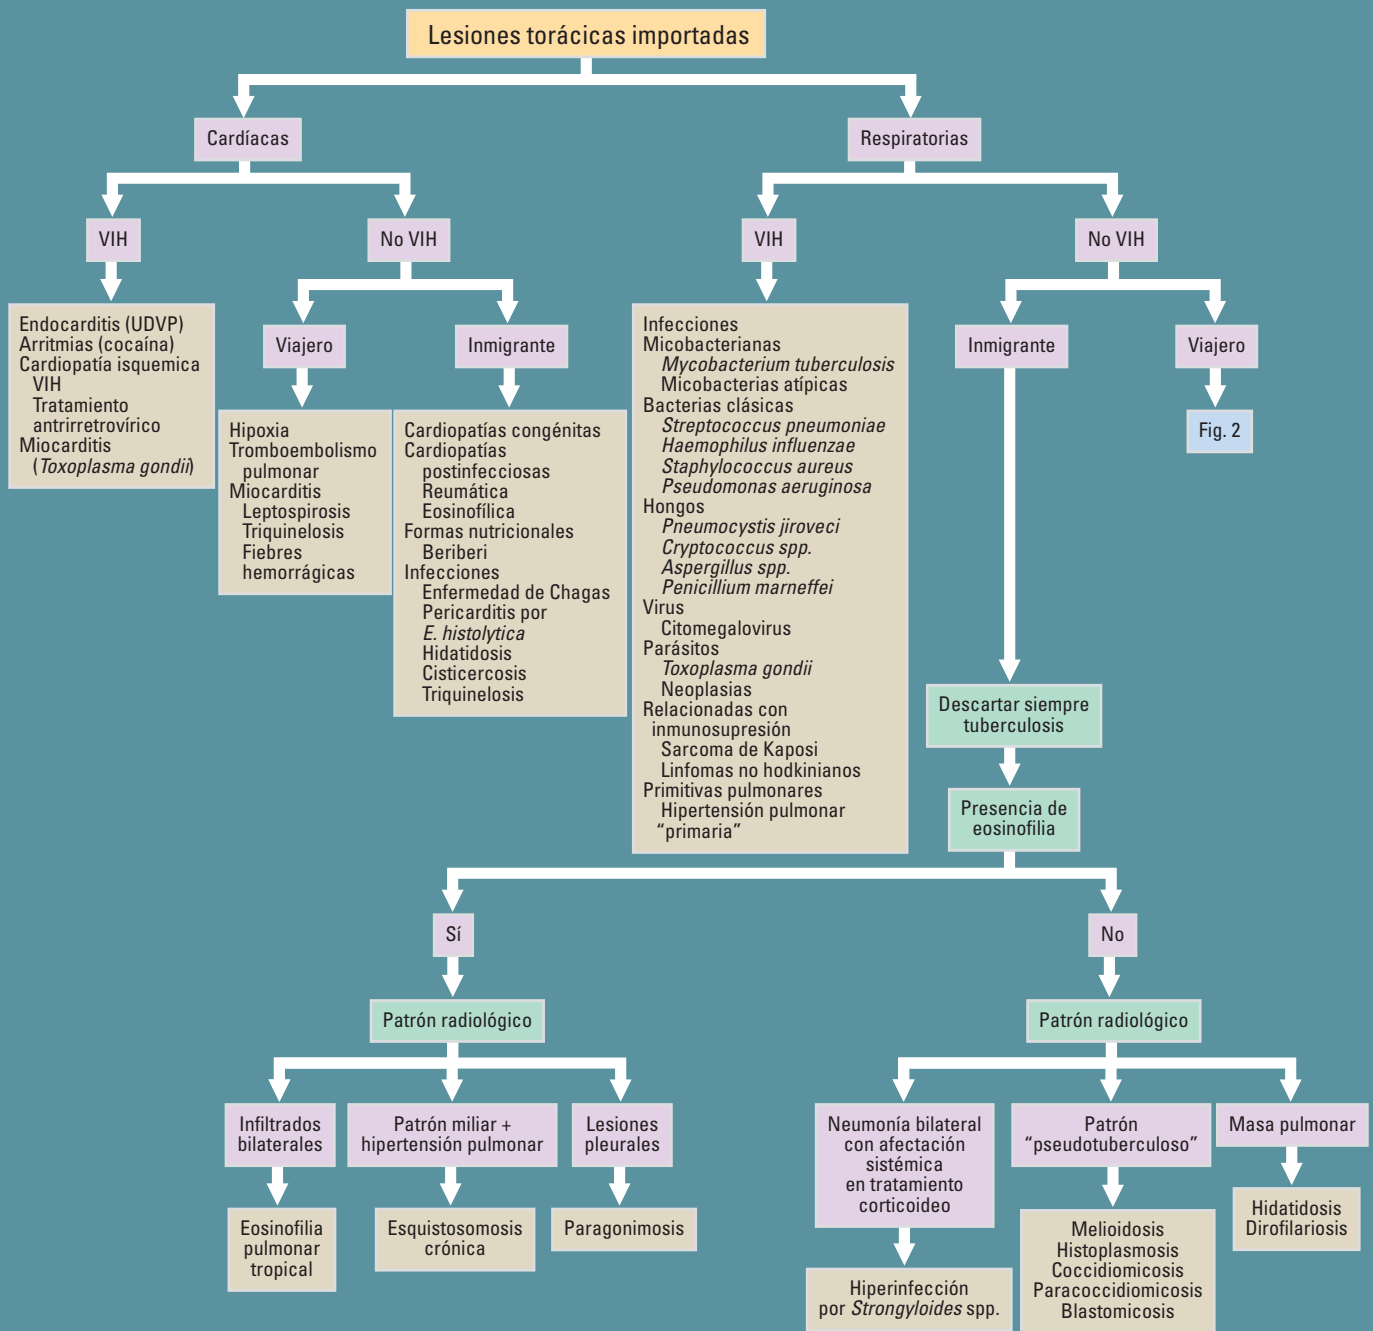 Lesiones torácicas importadas
Cardíacas
Respiratorias
VIH
No VIH
VIH
No VIH
Endocarditis (UDVP)
Arritmias (cocaína)
Cardiopatía isquemica
VIH
Tratamiento
antrirretrovírico
Miocarditis
(Toxoplasma gondii)
Viajero
Inmigrante
Hipoxia
Tromboembolismo
pulmonar
Miocarditis
Leptospirosis
Triquinelosis
Fiebres
hemorrágicas
Cardiopatías congénitas
Cardiopatías
postinfecciosas
Reumática
Eosinofílica
Formas nutricionales
Beriberi
Infecciones
Enfermedad de Chagas
Pericarditis por
E. histolytica
Hidatidosis
Cisticercosis
Triquinelosis
Infecciones
Micobacterianas
Mycobacterium tuberculosis
Micobacterias atípicas
Bacterias clásicas
Streptococcus pneumoniae
Haemophilus influenzae
Staphylococcus aureus
Pseudomonas aeruginosa
Hongos
Pneumocystis jiroveci
Cryptococcus spp.
Aspergillus spp.
Penicillium marneffei
Virus
Citomegalovirus
Parásitos
Toxoplasma gondii
Neoplasias
Relacionadas con
inmunosupresión
Sarcoma de Kaposi
Linfomas no hodkinianos
Primitivas pulmonares
Hipertensión pulmonar
“primaria”
Inmigrante
Viajero
Fig. 2
Descartar siempre
tuberculosis
Presencia de
eosinofilia
Sí
No
Patrón radiológico
Patrón radiológico
Infiltrados
bilaterales
Patrón miliar +
hipertensión pulmonar
Lesiones
pleurales
Eosinofilia
pulmonar
tropical
Esquistosomosis
crónica
Paragonimosis
Neumonía bilateral
con afectación
sistémica
en tratamiento
corticoideo
Patrón
“pseudotuberculoso”
Masa pulmonar
Hiperinfección
por Strongyloides spp.
Melioidosis
Histoplasmosis
Coccidiomicosis
Paracoccidiomicosis
Blastomicosis
Hidatidosis
Dirofilariosis